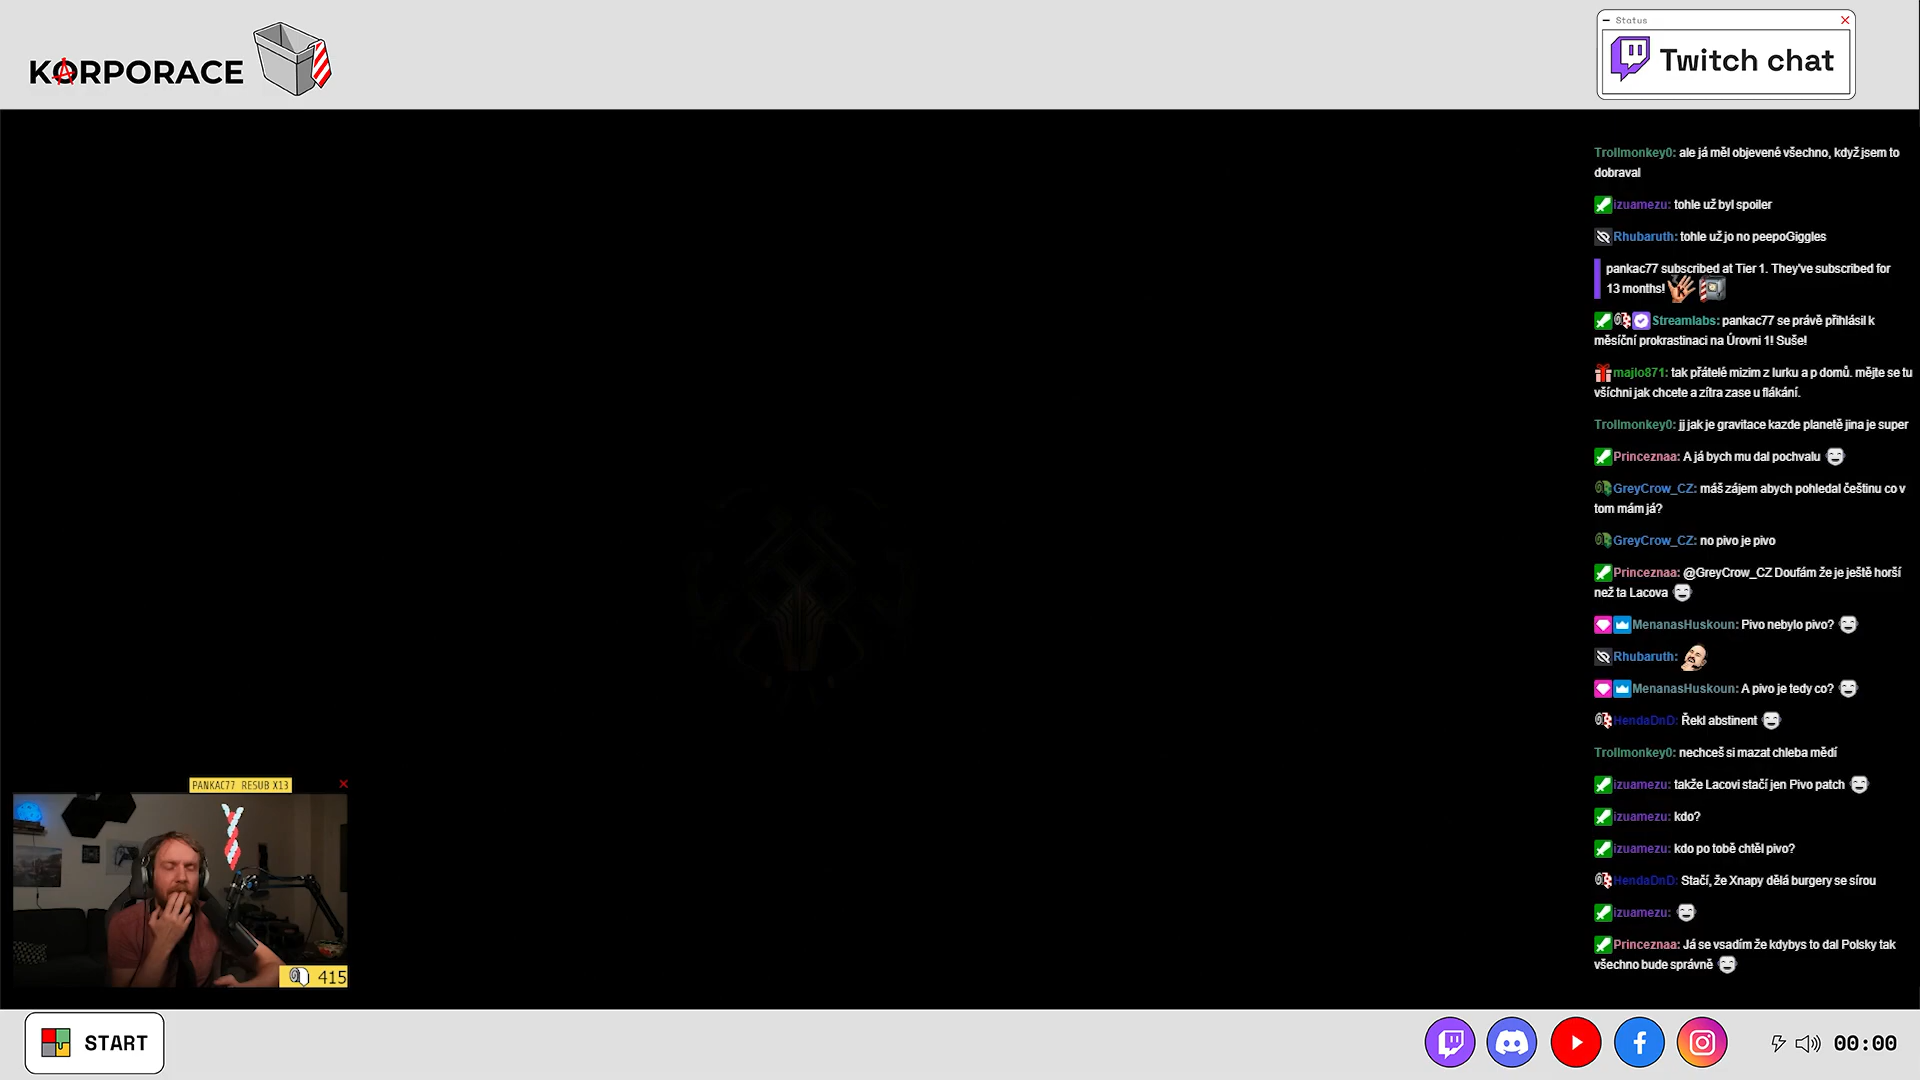 KORPORACE
Status
Twitch chat
Trollmonkey0: ale já měl objevené všechno, když jsem to
dobraval
izuamezu: tohle už byl spoiler
Rhubaruth: tohle už jo no peepoGiggles
pankac77 subscribed at Tier 1. They've subscribed for
13 months!
Streamlabs: pankac77 se právě přihlásil k
měsíční prokrastinaci na Úrovni 1! Suše!
majlo871: tak přátelé mizim z lurku a p domů. mějte se tu
všíchni jak chcete a zítra zase u flákání.
Trollmonkey0: jj jak je gravitace kazde planetě jina je super
Princeznaa: A já bych mu dal pochvalu
GreyCrow_CZ: máš zájem abych pohledal češtinu co v
tom mám já?
GreyCrow_CZ: no pivo je pivo
Princeznaa: @GreyCrow_CZ Doufám že je ještě horší
než ta Lacova
MenanasHuskoun: Pivo nebylo pivo?
Rhubaruth:
MenanasHuskoun: A pivo je tedy co?
HendaDnD: Řekl abstinent
Trollmonkey0: nechceš si mazat chleba mědí
izuamezu: takže Lacovi stačí jen Pivo patch
izuamezu: kdo?
izuamezu: kdo po tobě chtěl pivo?
HendaDnD: Stačí, že Xnapy dělá burgery se sírou
izuamezu:
Princeznaa: Já se vsadím že kdybys to dal Polsky tak
všechno bude správně
PANKAC77 RESUB X13
415
START
00:00